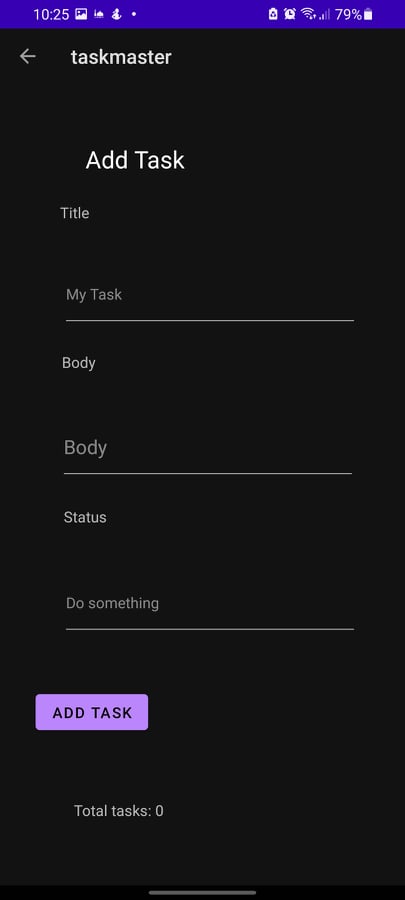 10:25 79%
taskmaster
Add Task
Title
My Task
Body
Body
Status
Do something
ADD TASK
Total tasks: 0